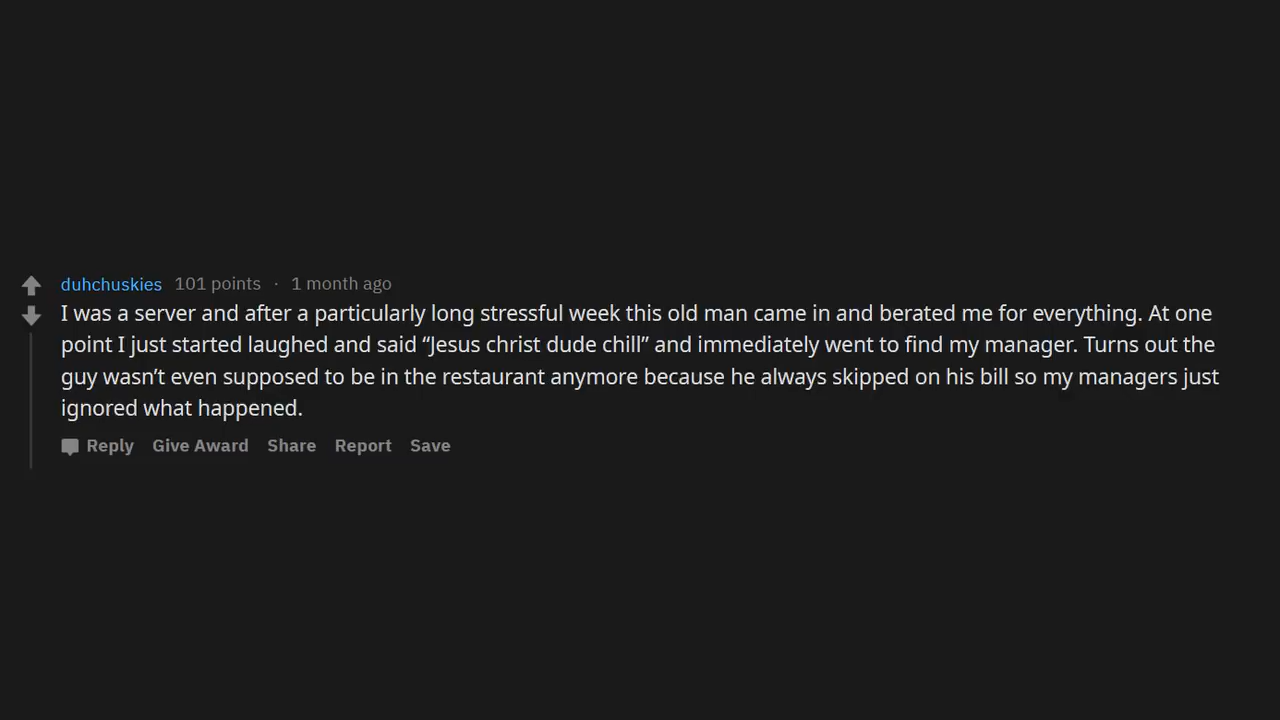 duhchuskies 101 points · 1 month ago
I was a server and after a particularly long stressful week this old man came in and berated me for everything. At one
point I just started laughed and said “Jesus christ dude chill” and immediately went to find my manager. Turns out the
guy wasn’t even supposed to be in the restaurant anymore because he always skipped on his bill so my managers just
ignored what happened.
Reply Give Award Share Report Save